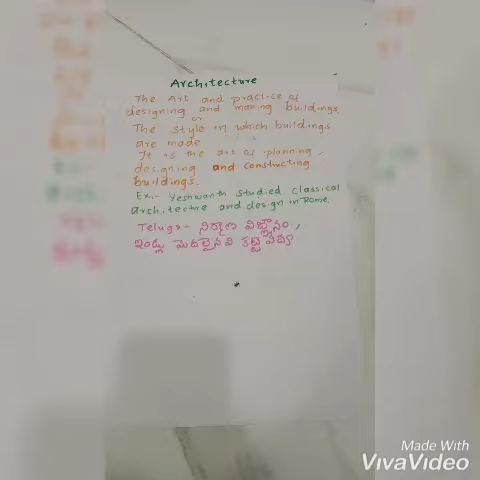 Architecture
The Art and practice of
designing and making buildings.
or
The Style in which buildings
are made
It is the art of planning,
designing and constructing
buildings.
Ex:- Yeshwanth Studied Classical
architecture and design in Rome.
Telugu- నిర్మాణ విజ్ఞానం,
ఇండ్లు మొదలైనవి కట్టే విద్య
Made With
VivaVideo